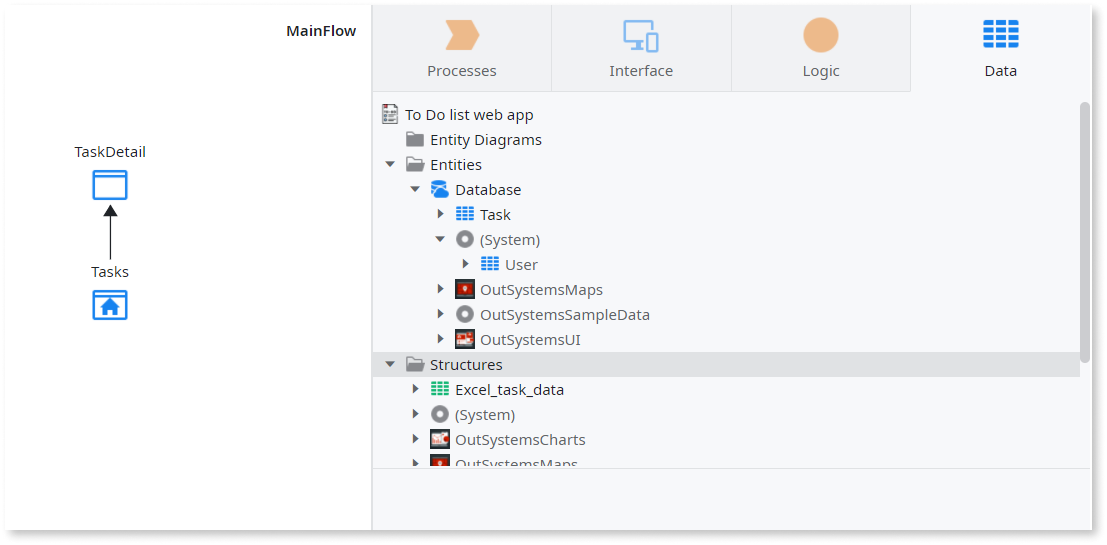 MainFlow
TaskDetail
Tasks
Processes
Interface
Logic
Data
To Do list web app
Entity Diagrams
Entities
Database
Task
(System)
User
OutSystemsMaps
OutSystemsSampleData
OutSystemsUI
Structures
Excel_task_data
(System)
OutSystemsCharts
OutSystemsMaps